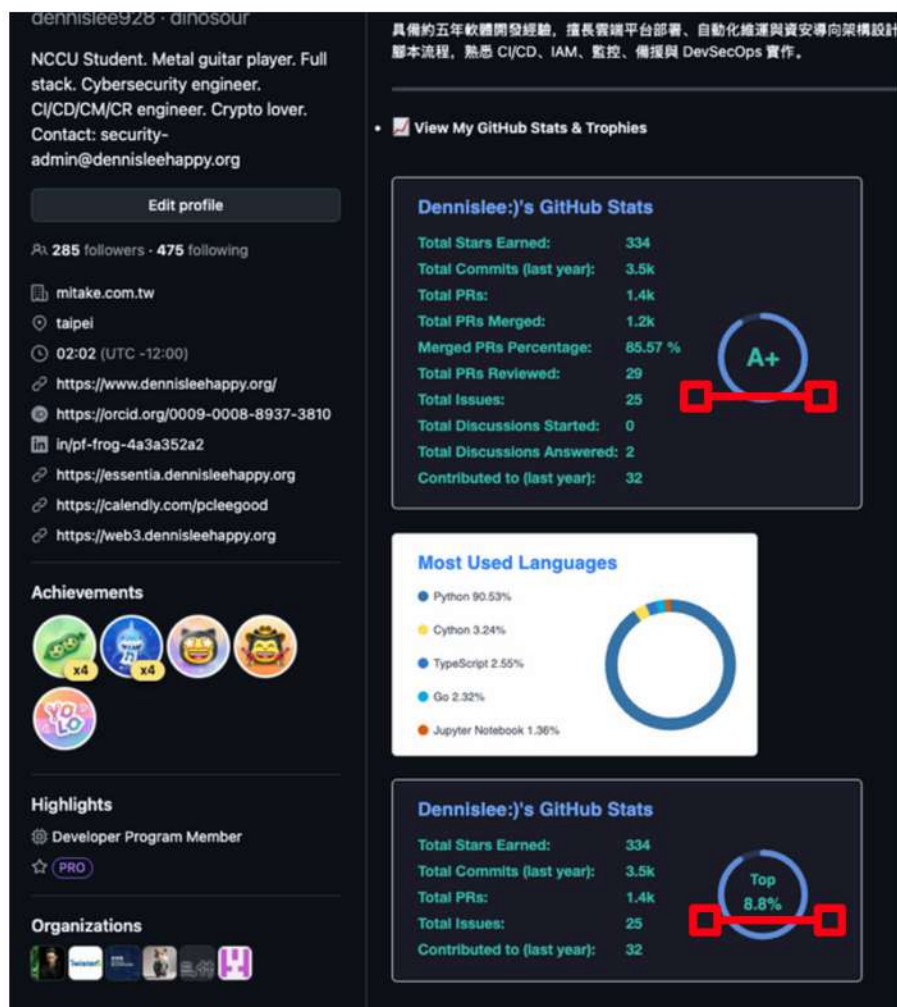 dennislee928 · dinosour
NCCU Student. Metal guitar player. Full
stack. Cybersecurity engineer.
CI/CD/CM/CR engineer. Crypto lover.
Contact: security-
admin@dennisleehappy.org
Edit profile
285 followers · 475 following
mitake.com.tw
taipei
02:02 (UTC -12:00)
https://www.dennisleehappy.org/
https://orcid.org/0009-0008-8937-3810
in/pf-frog-4a3a352a2
https://essentia.dennisleehappy.org
https://calendly.com/pcleegood
https://web3.dennisleehappy.org
Achievements
x4
x4
YOLO
Highlights
Developer Program Member
PRO
Organizations
具備約五年軟體開發經驗，擅長雲端平台部署、自動化維運與資安導向架構設計
腳本流程，熟悉 CI/CD、IAM、監控、備援與 DevSecOps 實作。
View My GitHub Stats & Trophies
Dennislee:)'s GitHub Stats
Total Stars Earned: 334
Total Commits (last year): 3.5k
Total PRs: 1.4k
Total PRs Merged: 1.2k
Merged PRs Percentage: 85.57 %
Total PRs Reviewed: 29
Total Issues: 25
Total Discussions Started: 0
Total Discussions Answered: 2
Contributed to (last year): 32
A+
Most Used Languages
Python 90.53%
Cython 3.24%
TypeScript 2.55%
Go 2.32%
Jupyter Notebook 1.36%
Dennislee:)'s GitHub Stats
Total Stars Earned: 334
Total Commits (last year): 3.5k
Total PRs: 1.4k
Total Issues: 25
Contributed to (last year): 32
Top
8.8%